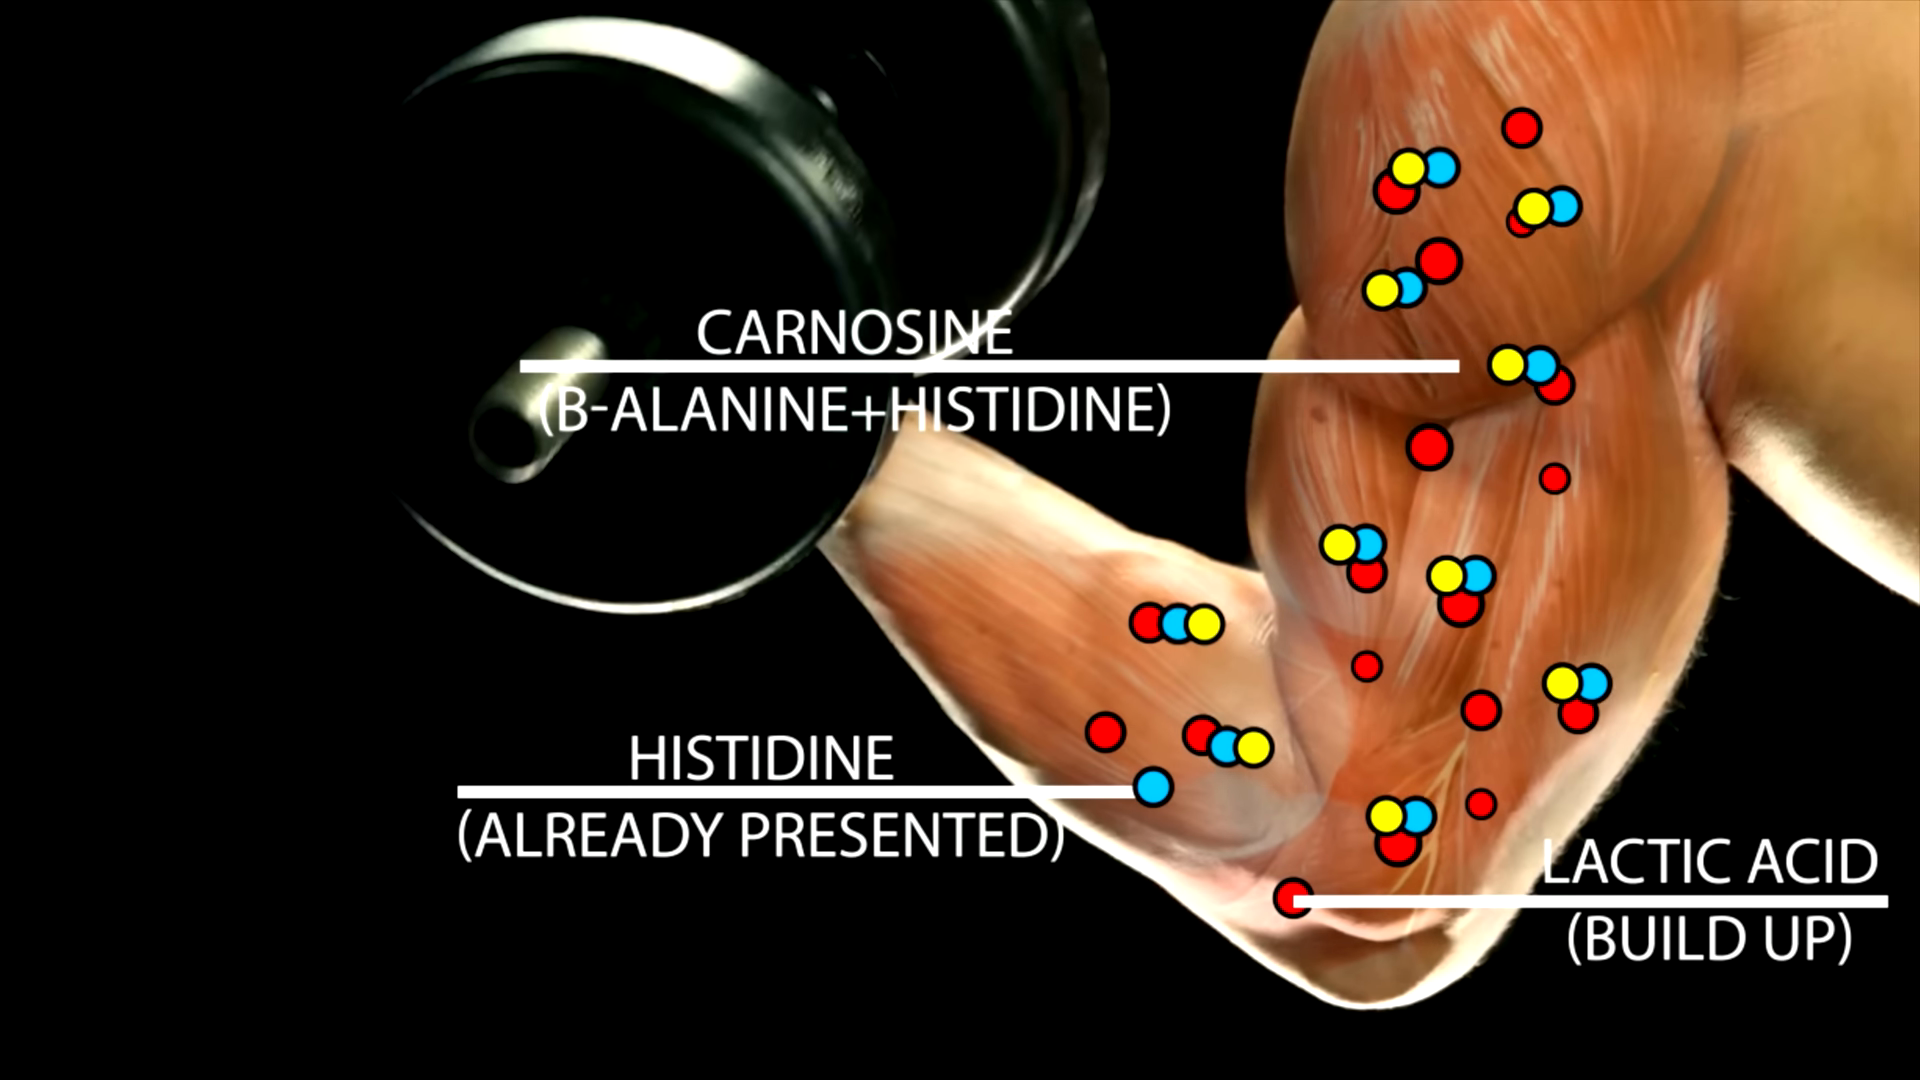 CARNOSINE
(B-ALANINE+HISTIDINE)
HISTIDINE
(ALREADY PRESENTED)
LACTIC ACID
(BUILD UP)